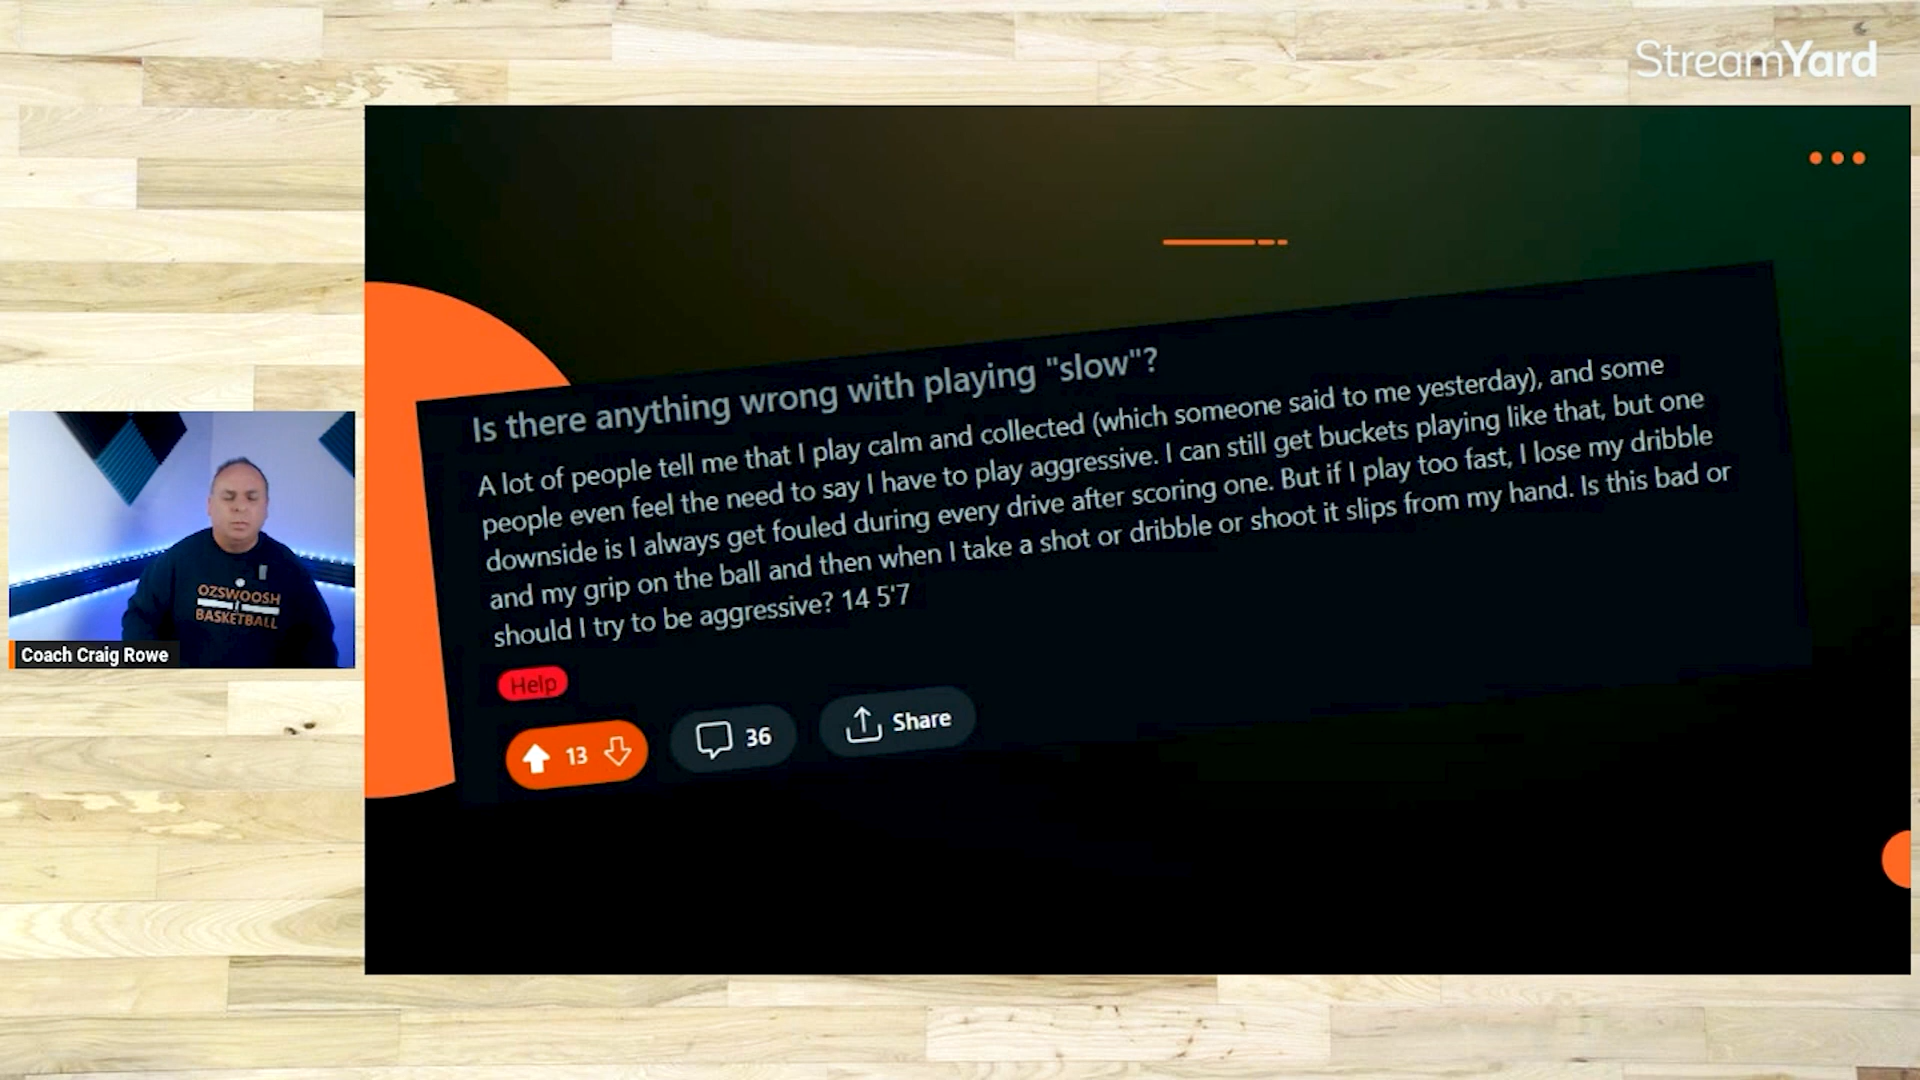 StreamYard
Is there anything wrong with playing "slow"?
A lot of people tell me that I play calm and collected (which someone said to me yesterday), and some
people even feel the need to say I have to play aggressive. I can still get buckets playing like that, but one
downside is I always get fouled during every drive after scoring one. But if I play too fast, I lose my dribble
and my grip on the ball and then when I take a shot or dribble or shoot it slips from my hand. Is this bad or
should I try to be aggressive? 14 5'7
Help
13
36
Share
OZSWOOSH
BASKETBALL
Coach Craig Rowe